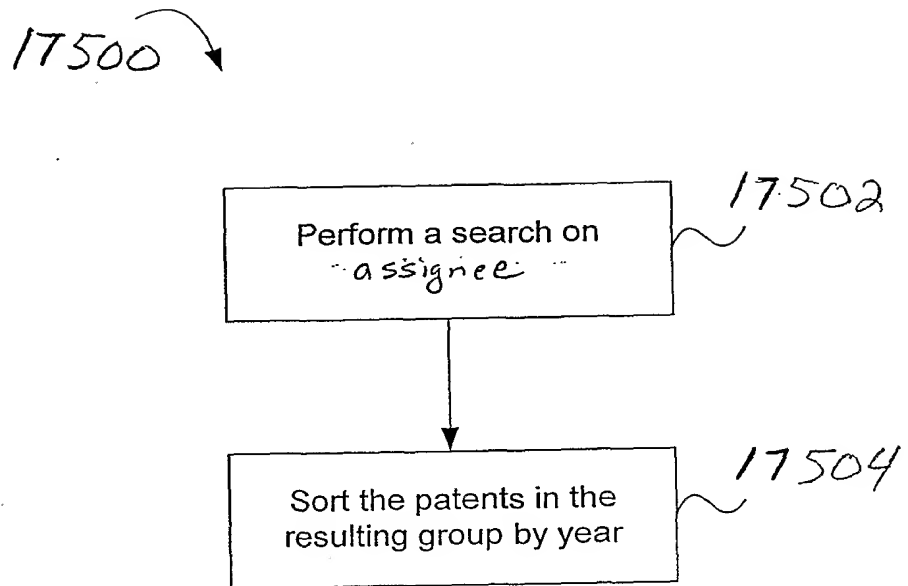 17500
17502
Perform a search on
assignee
17504
Sort the patents in the
resulting group by year